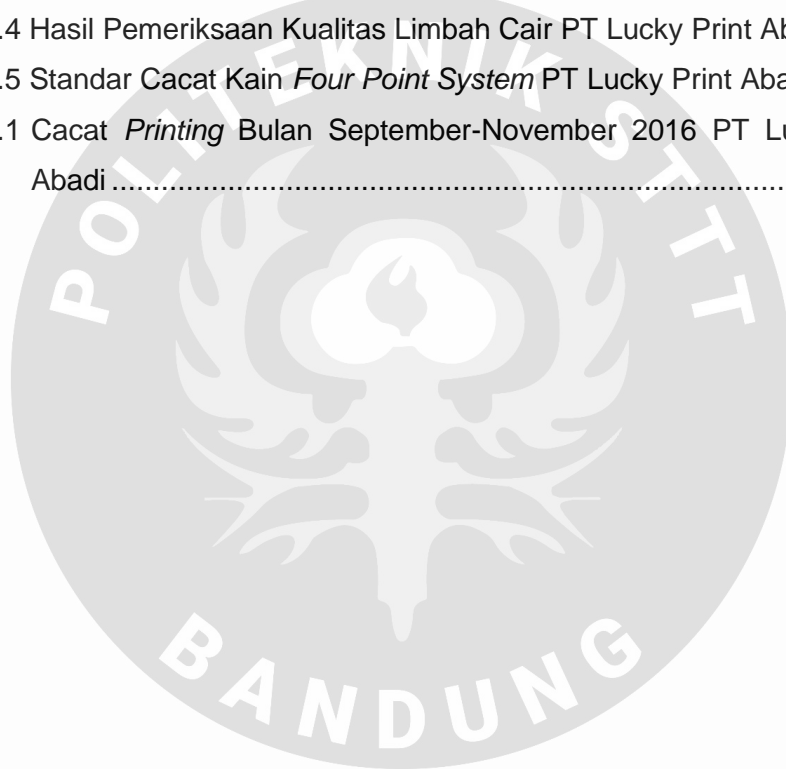 .4 Hasil Pemeriksaan Kualitas Limbah Cair PT Lucky Print Ab
.5 Standar Cacat Kain Four Point System PT Lucky Print Aba
.1 Cacat Printing Bulan September-November 2016 PT Lu
Abadi ................................................................................
POLITEKNIK STTT
BANDUNG